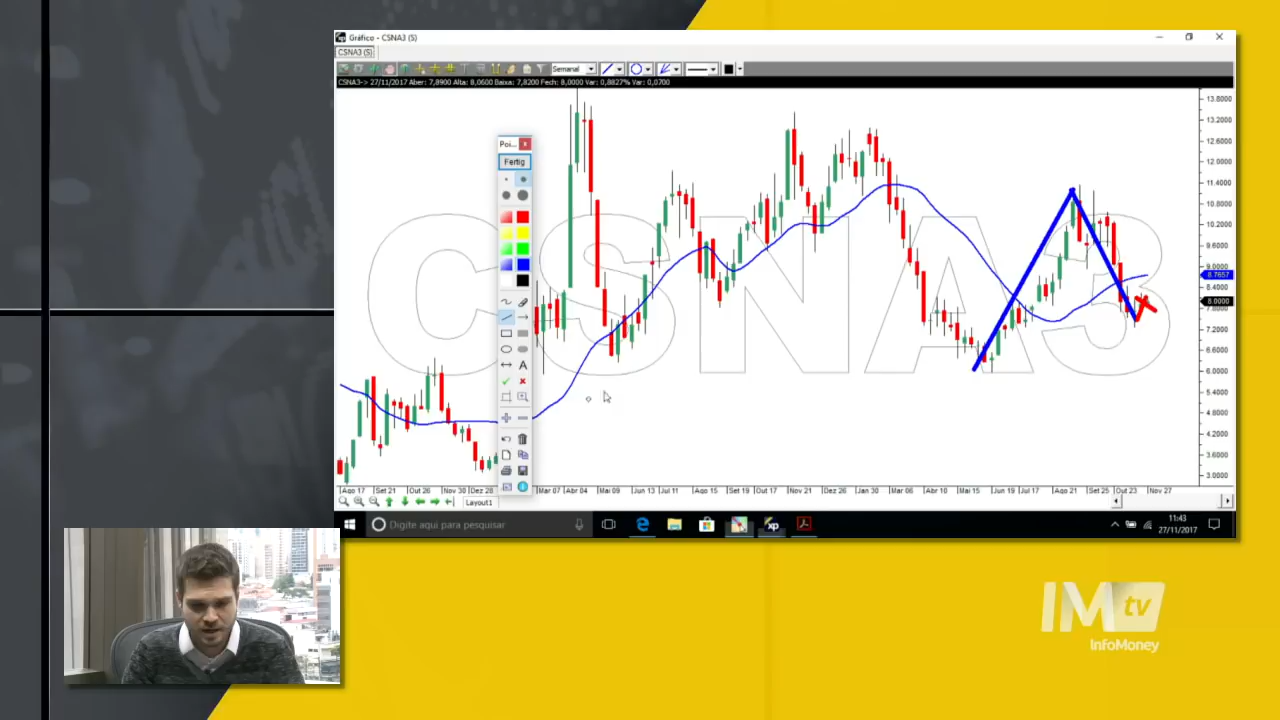 Gráfico - CSNA3 (S)
CSNA3 (S)
Semanal
CSNA3-> 27/11/2017 Aber: 7,8900 Alta: 8,0600 Baixa: 7,8200 Fech: 8,0000 Var: 0,8827% Var: 0,0700
CSNA3
Poi...
Fertig
A
13.8000
13.2000
12.6000
12.0000
11.4000
10.8000
10.2000
9.6000
9.0000
8.7657
8.4000
8.0000
7.8000
7.2000
6.6000
6.0000
5.4000
4.8000
4.2000
3.6000
3.0000
Ago 17 Set 21 Out 26 Nov 30 Dez 28 Mar 07 Abr 04 Mai 09 Jun 13 Jul 11 Ago 15 Set 19 Out 17 Nov 21 Dez 26 Jan 30 Mar 06 Abr 10 Mai 15 Jun 19 Jul 17 Ago 21 Set 25 Out 23 Nov 27
Layout1
Digite aqui para pesquisar
xp
11:43
27/11/2017
IM tv
InfoMoney